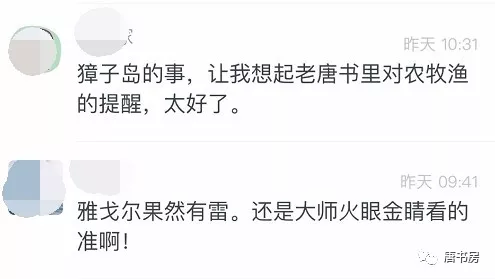 家
昨天 10:31
獐子岛的事，让我想起老唐书里对农牧渔
的提醒，太好了。
昨天 09:41
雅戈尔果然有雷。还是大师火眼金睛看的
准啊！
唐书房